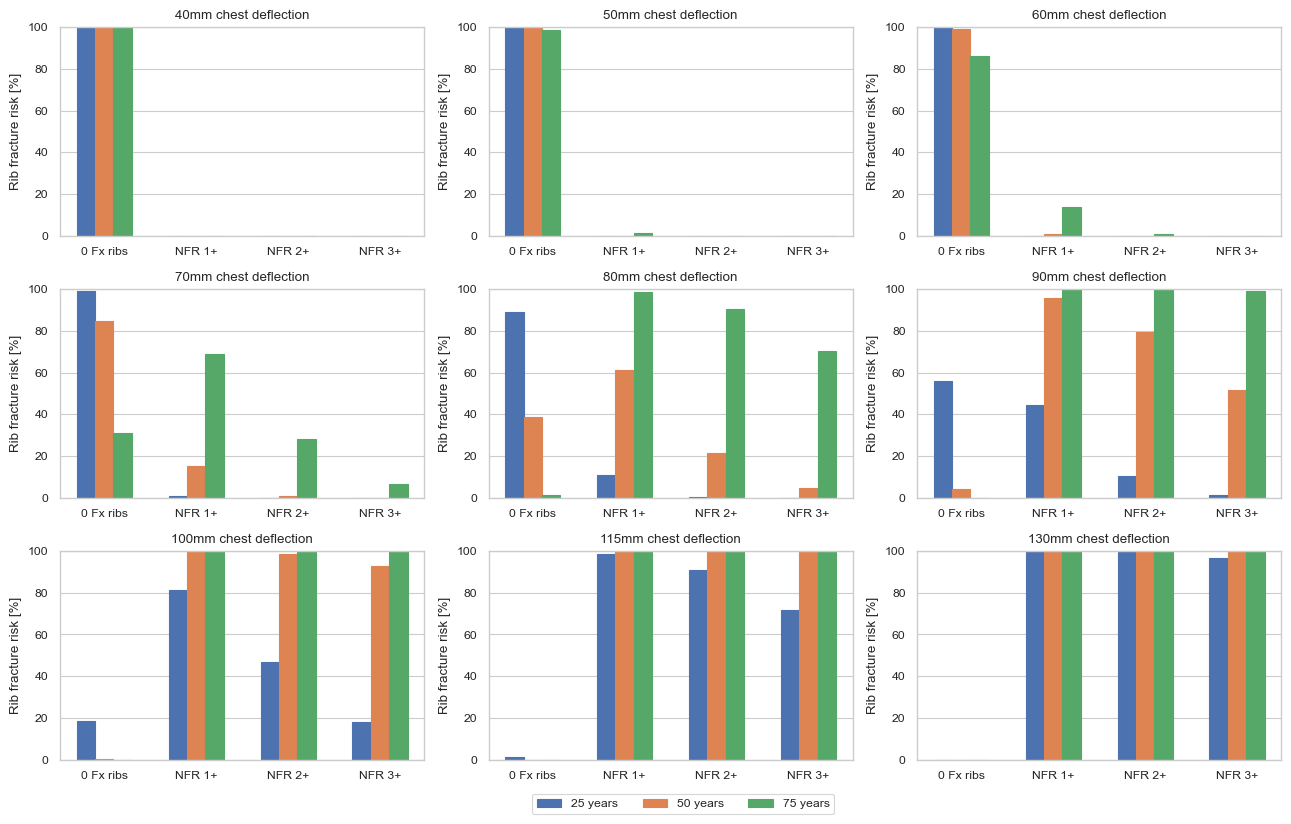 40mm chest deflection
Rib fracture risk [%]
100
80
60
40
20
0
0 Fx ribs NFR 1+ NFR 2+ NFR 3+
50mm chest deflection
Rib fracture risk [%]
100
80
60
40
20
0
0 Fx ribs NFR 1+ NFR 2+ NFR 3+
60mm chest deflection
Rib fracture risk [%]
100
80
60
40
20
0
0 Fx ribs NFR 1+ NFR 2+ NFR 3+
70mm chest deflection
Rib fracture risk [%]
100
80
60
40
20
0
0 Fx ribs NFR 1+ NFR 2+ NFR 3+
80mm chest deflection
Rib fracture risk [%]
100
80
60
40
20
0
0 Fx ribs NFR 1+ NFR 2+ NFR 3+
90mm chest deflection
Rib fracture risk [%]
100
80
60
40
20
0
0 Fx ribs NFR 1+ NFR 2+ NFR 3+
100mm chest deflection
Rib fracture risk [%]
100
80
60
40
20
0
0 Fx ribs NFR 1+ NFR 2+ NFR 3+
115mm chest deflection
Rib fracture risk [%]
100
80
60
40
20
0
0 Fx ribs NFR 1+ NFR 2+ NFR 3+
130mm chest deflection
Rib fracture risk [%]
100
80
60
40
20
0
0 Fx ribs NFR 1+ NFR 2+ NFR 3+
25 years 50 years 75 years